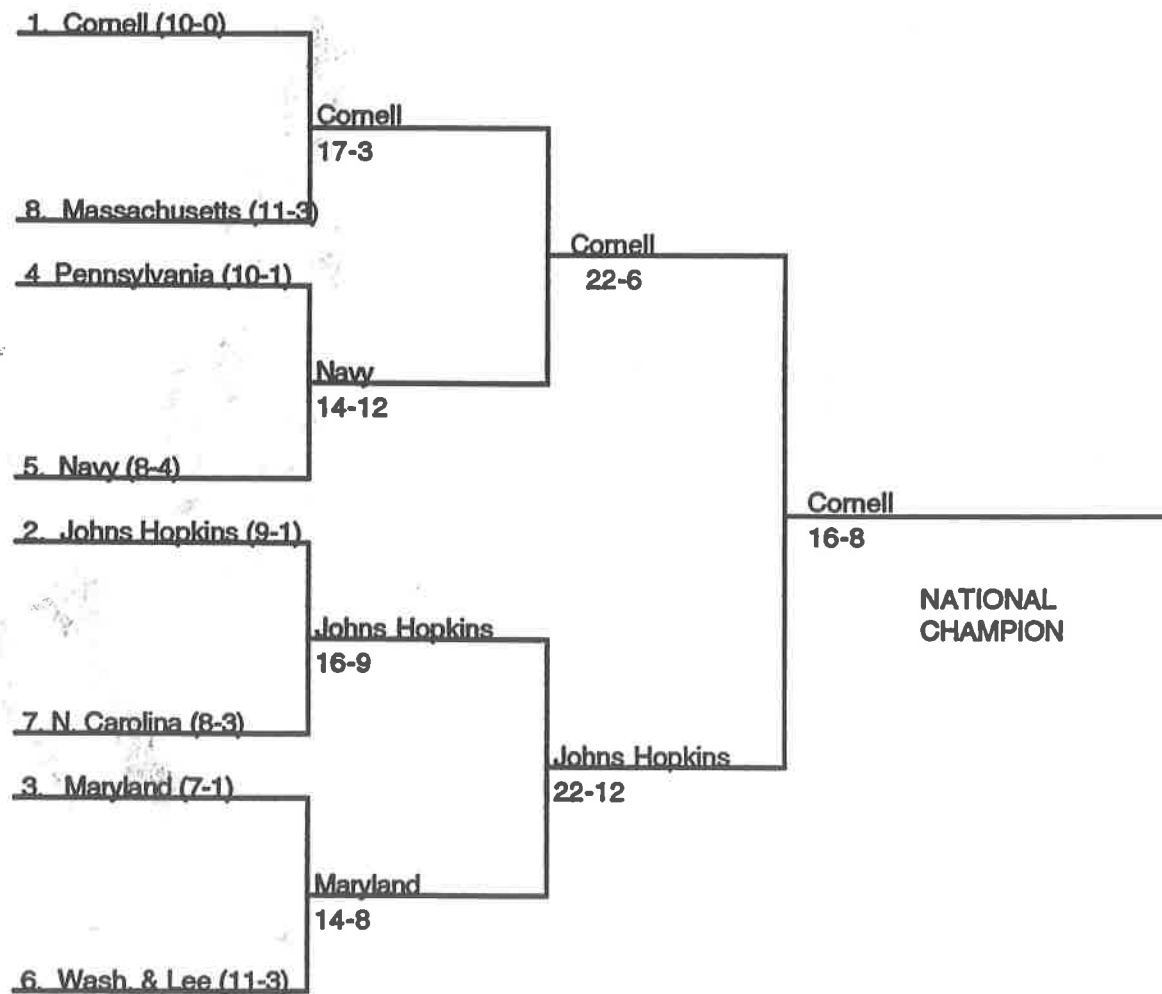 1. Cornell (10-0)
Cornell
17-3
8. Massachusetts (11-3)
Cornell
22-6
4 Pennsylvania (10-1)
Navy
14-12
5. Navy (8-4)
Cornell
16-8
2. Johns Hopkins (9-1)
NATIONAL
CHAMPION
Johns Hopkins
16-9
7. N. Carolina (8-3)
Johns Hopkins
22-12
3. Maryland (7-1)
Maryland
14-8
6. Wash. & Lee (11-3)